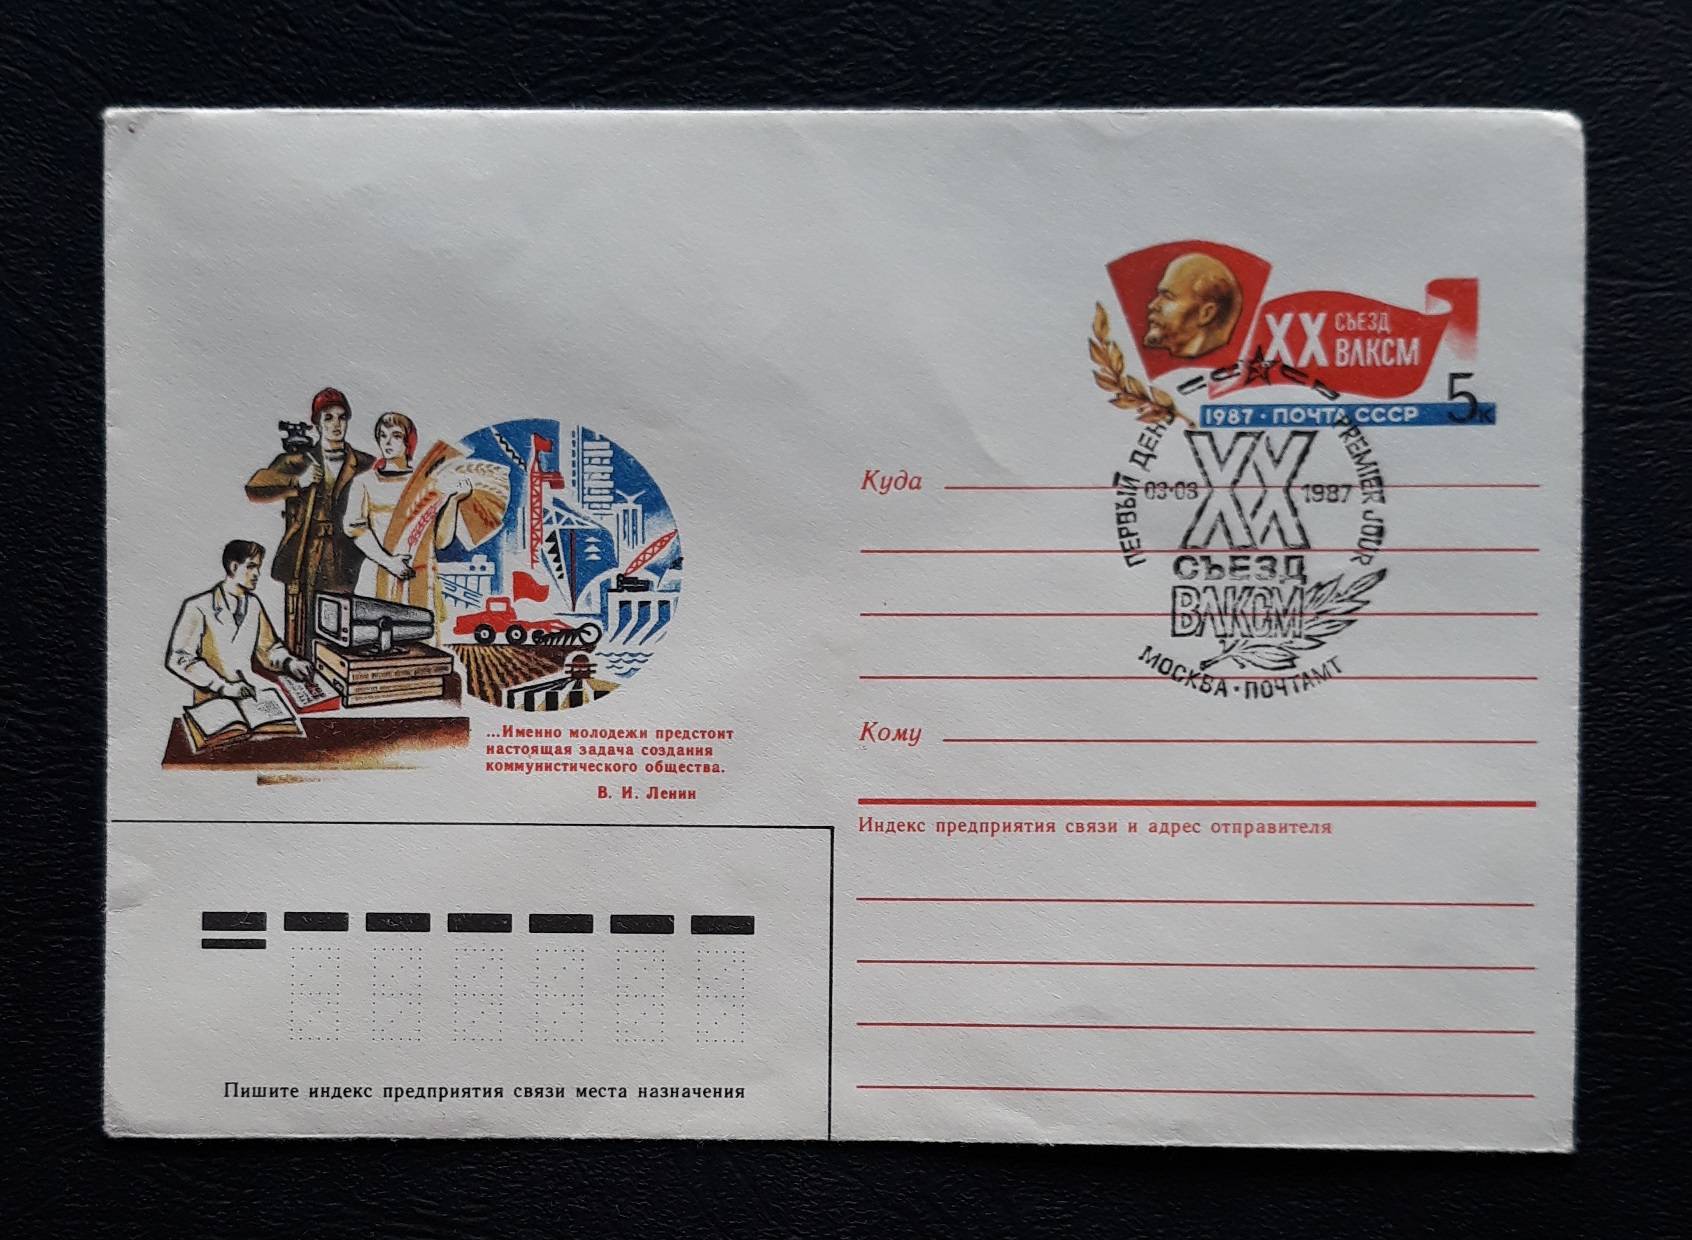 XX СЪЕЗД
ВЛКСМ
5к
1987 · ПОЧТА СССР
ПЕРВЫЙ ДЕНЬ
PREMIER JOUR
03·03 XX 1987
СЪЕЗД
ВЛКСМ
МОСКВА · ПОЧТАМТ
Куда
Кому
Индекс предприятия связи и адрес отправителя
...Именно молодежи предстоит
настоящая задача создания
коммунистического общества.
В. И. Ленин
Пишите индекс предприятия связи места назначения